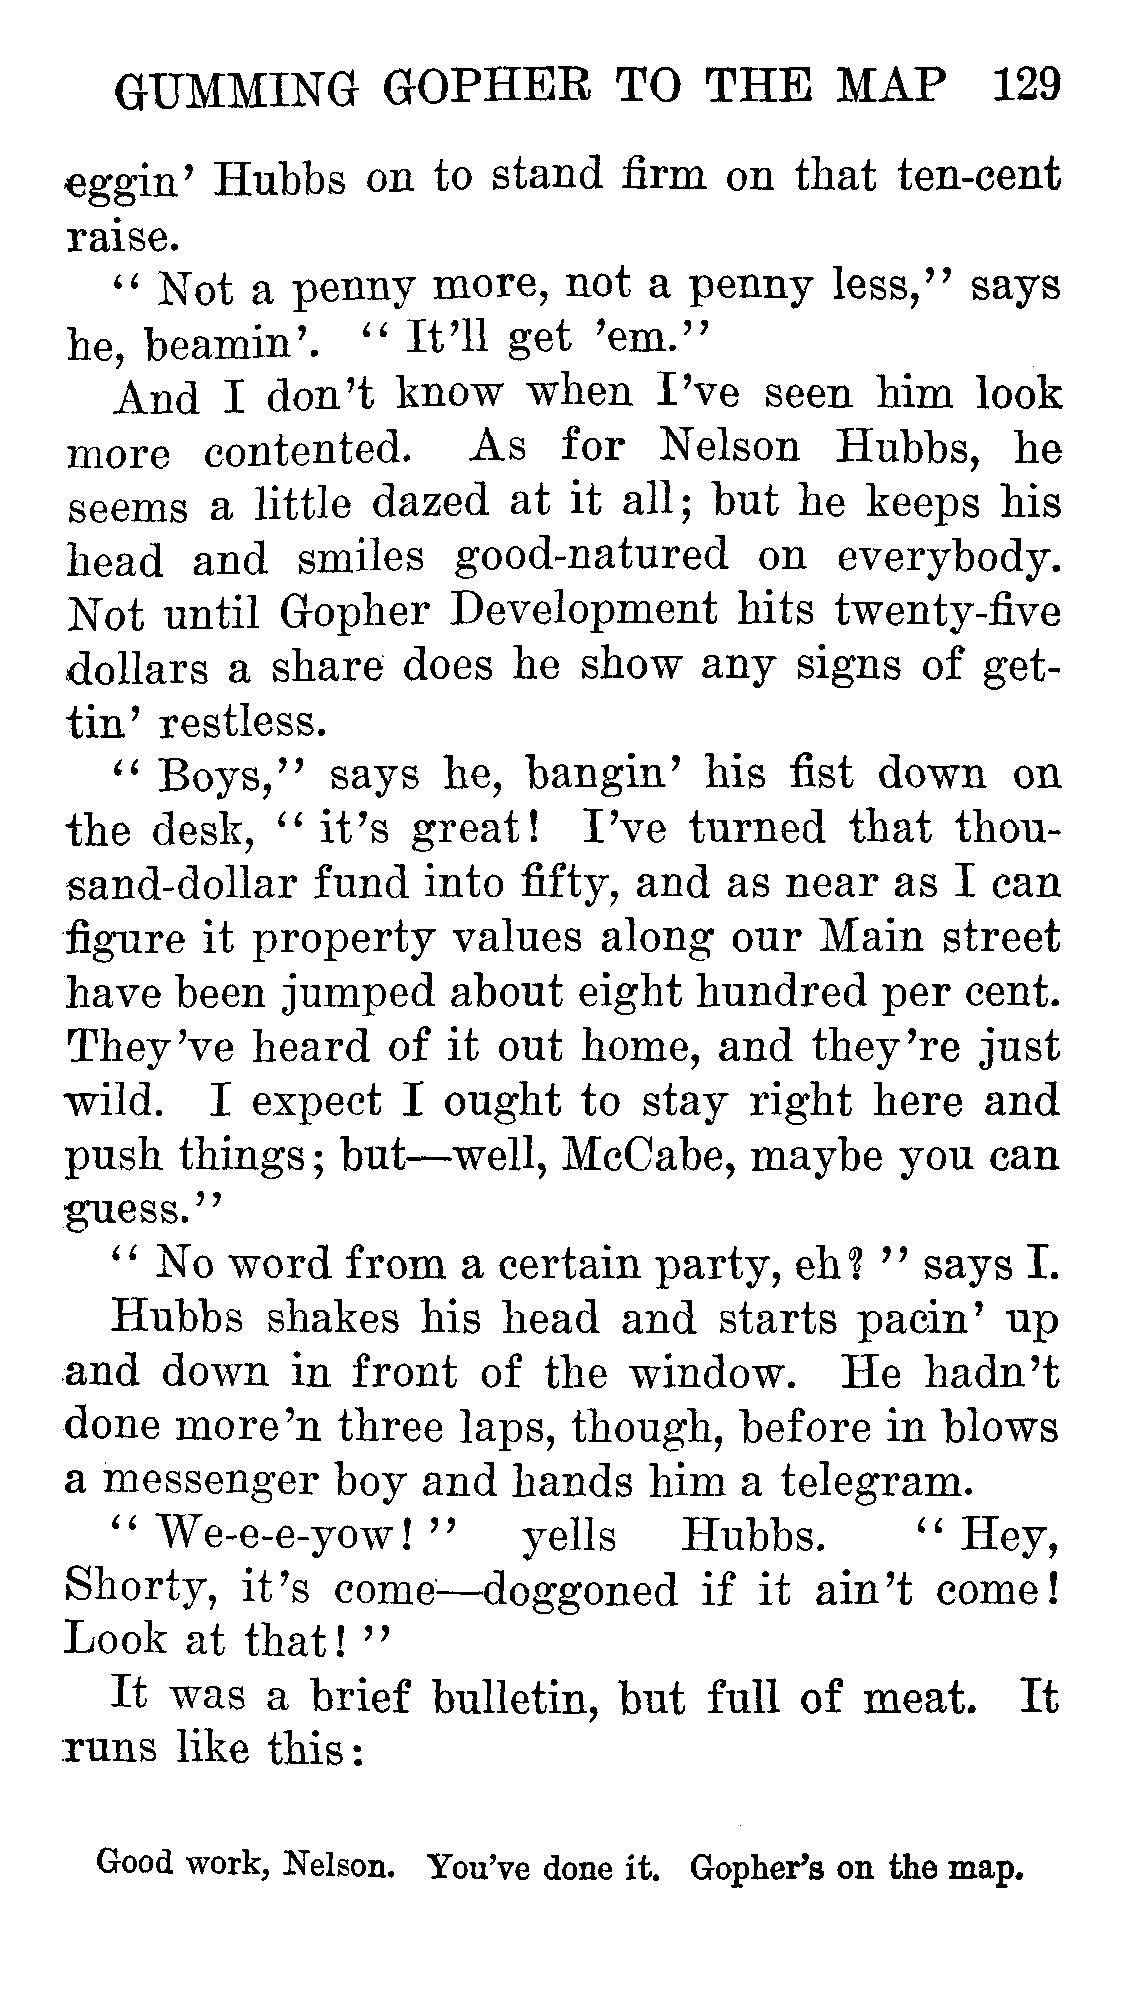 GUMMING GOPHER TO THE MAP 129
eggin' Hubbs on to stand firm on that ten-cent
raise.
" Not a penny more, not a penny less," says
he, beamin'. " It'll get 'em."
And I don't know when I've seen him look
more contented. As for Nelson Hubbs, he
seems a little dazed at it all; but he keeps his
head and smiles good-natured on everybody.
Not until Gopher Development hits twenty-five
dollars a share does he show any signs of get-
tin' restless.
" Boys," says he, bangin' his fist down on
the desk, " it's great! I've turned that thou-
sand-dollar fund into fifty, and as near as I can
figure it property values along our Main street
have been jumped about eight hundred per cent.
They've heard of it out home, and they're just
wild. I expect I ought to stay right here and
push things; but—well, McCabe, maybe you can
guess."
" No word from a certain party, eh? " says I.
Hubbs shakes his head and starts pacin' up
and down in front of the window. He hadn't
done more'n three laps, though, before in blows
a messenger boy and hands him a telegram.
" We-e-e-yow! " yells Hubbs. " Hey,
Shorty, it's come—doggoned if it ain't come!
Look at that! "
It was a brief bulletin, but full of meat. It
runs like this:
Good work, Nelson. You've done it. Gopher's on the map.